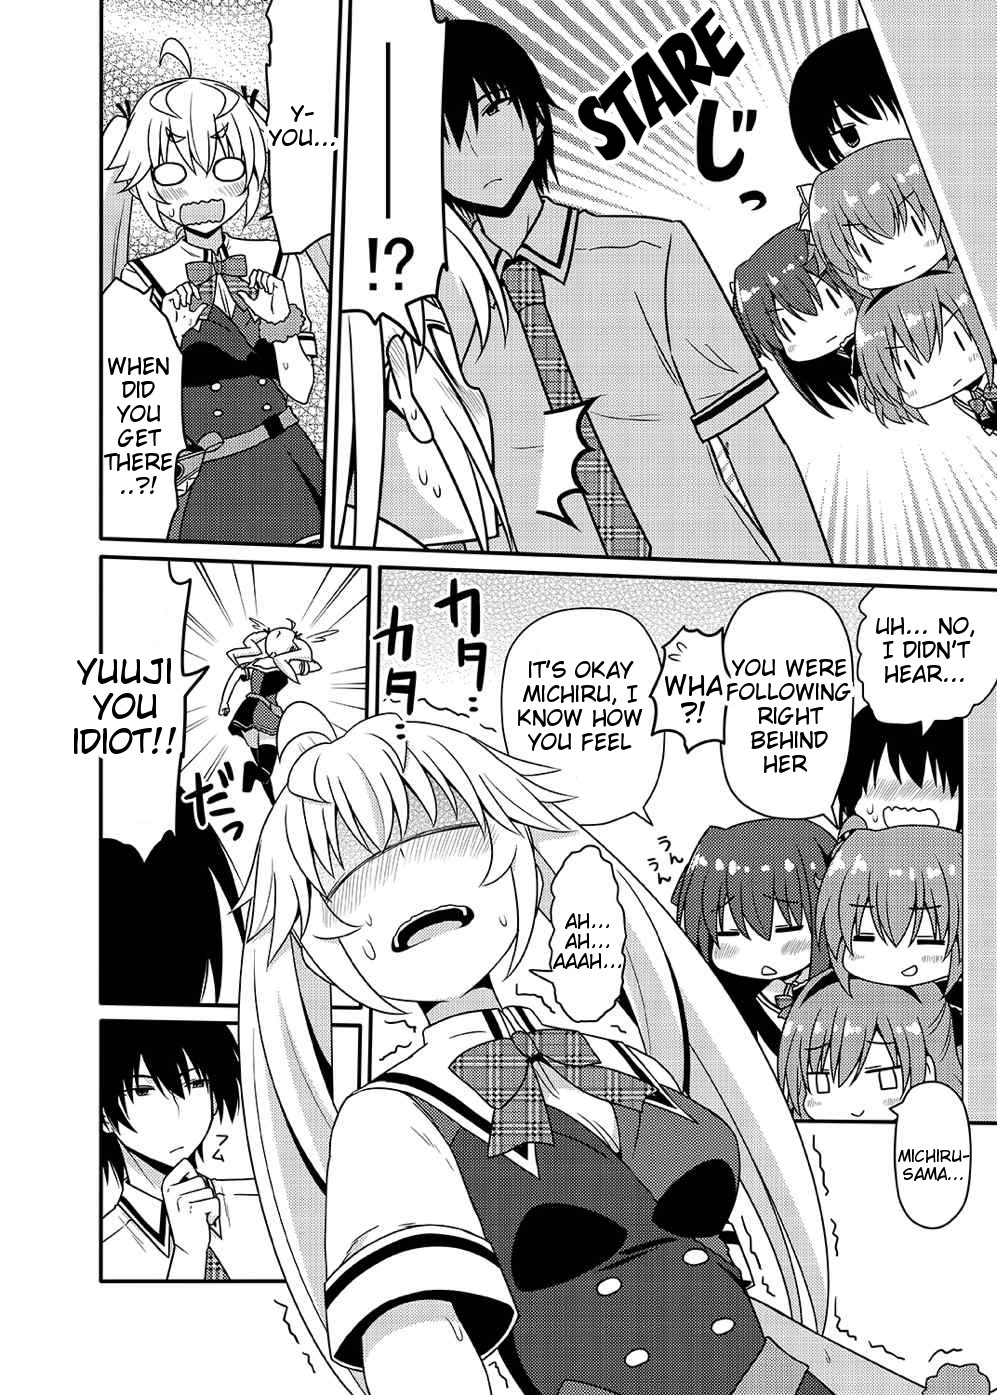 STARE
じっ
!?
Y-
YOU...
WHEN
DID
YOU
GET
THERE
..?!
UH... NO,
I DIDN'T
HEAR...
YOU WERE
FOLLOWING
RIGHT
BEHIND
HER
WHA
?!
IT'S OKAY
MICHIRU, I
KNOW HOW
YOU FEEL
うん
うん
MICHIRU-
SAMA...
AH...
AH...
AAAH...
カタ
カタ
YUUJI
YOU
IDIOT!!
だっ